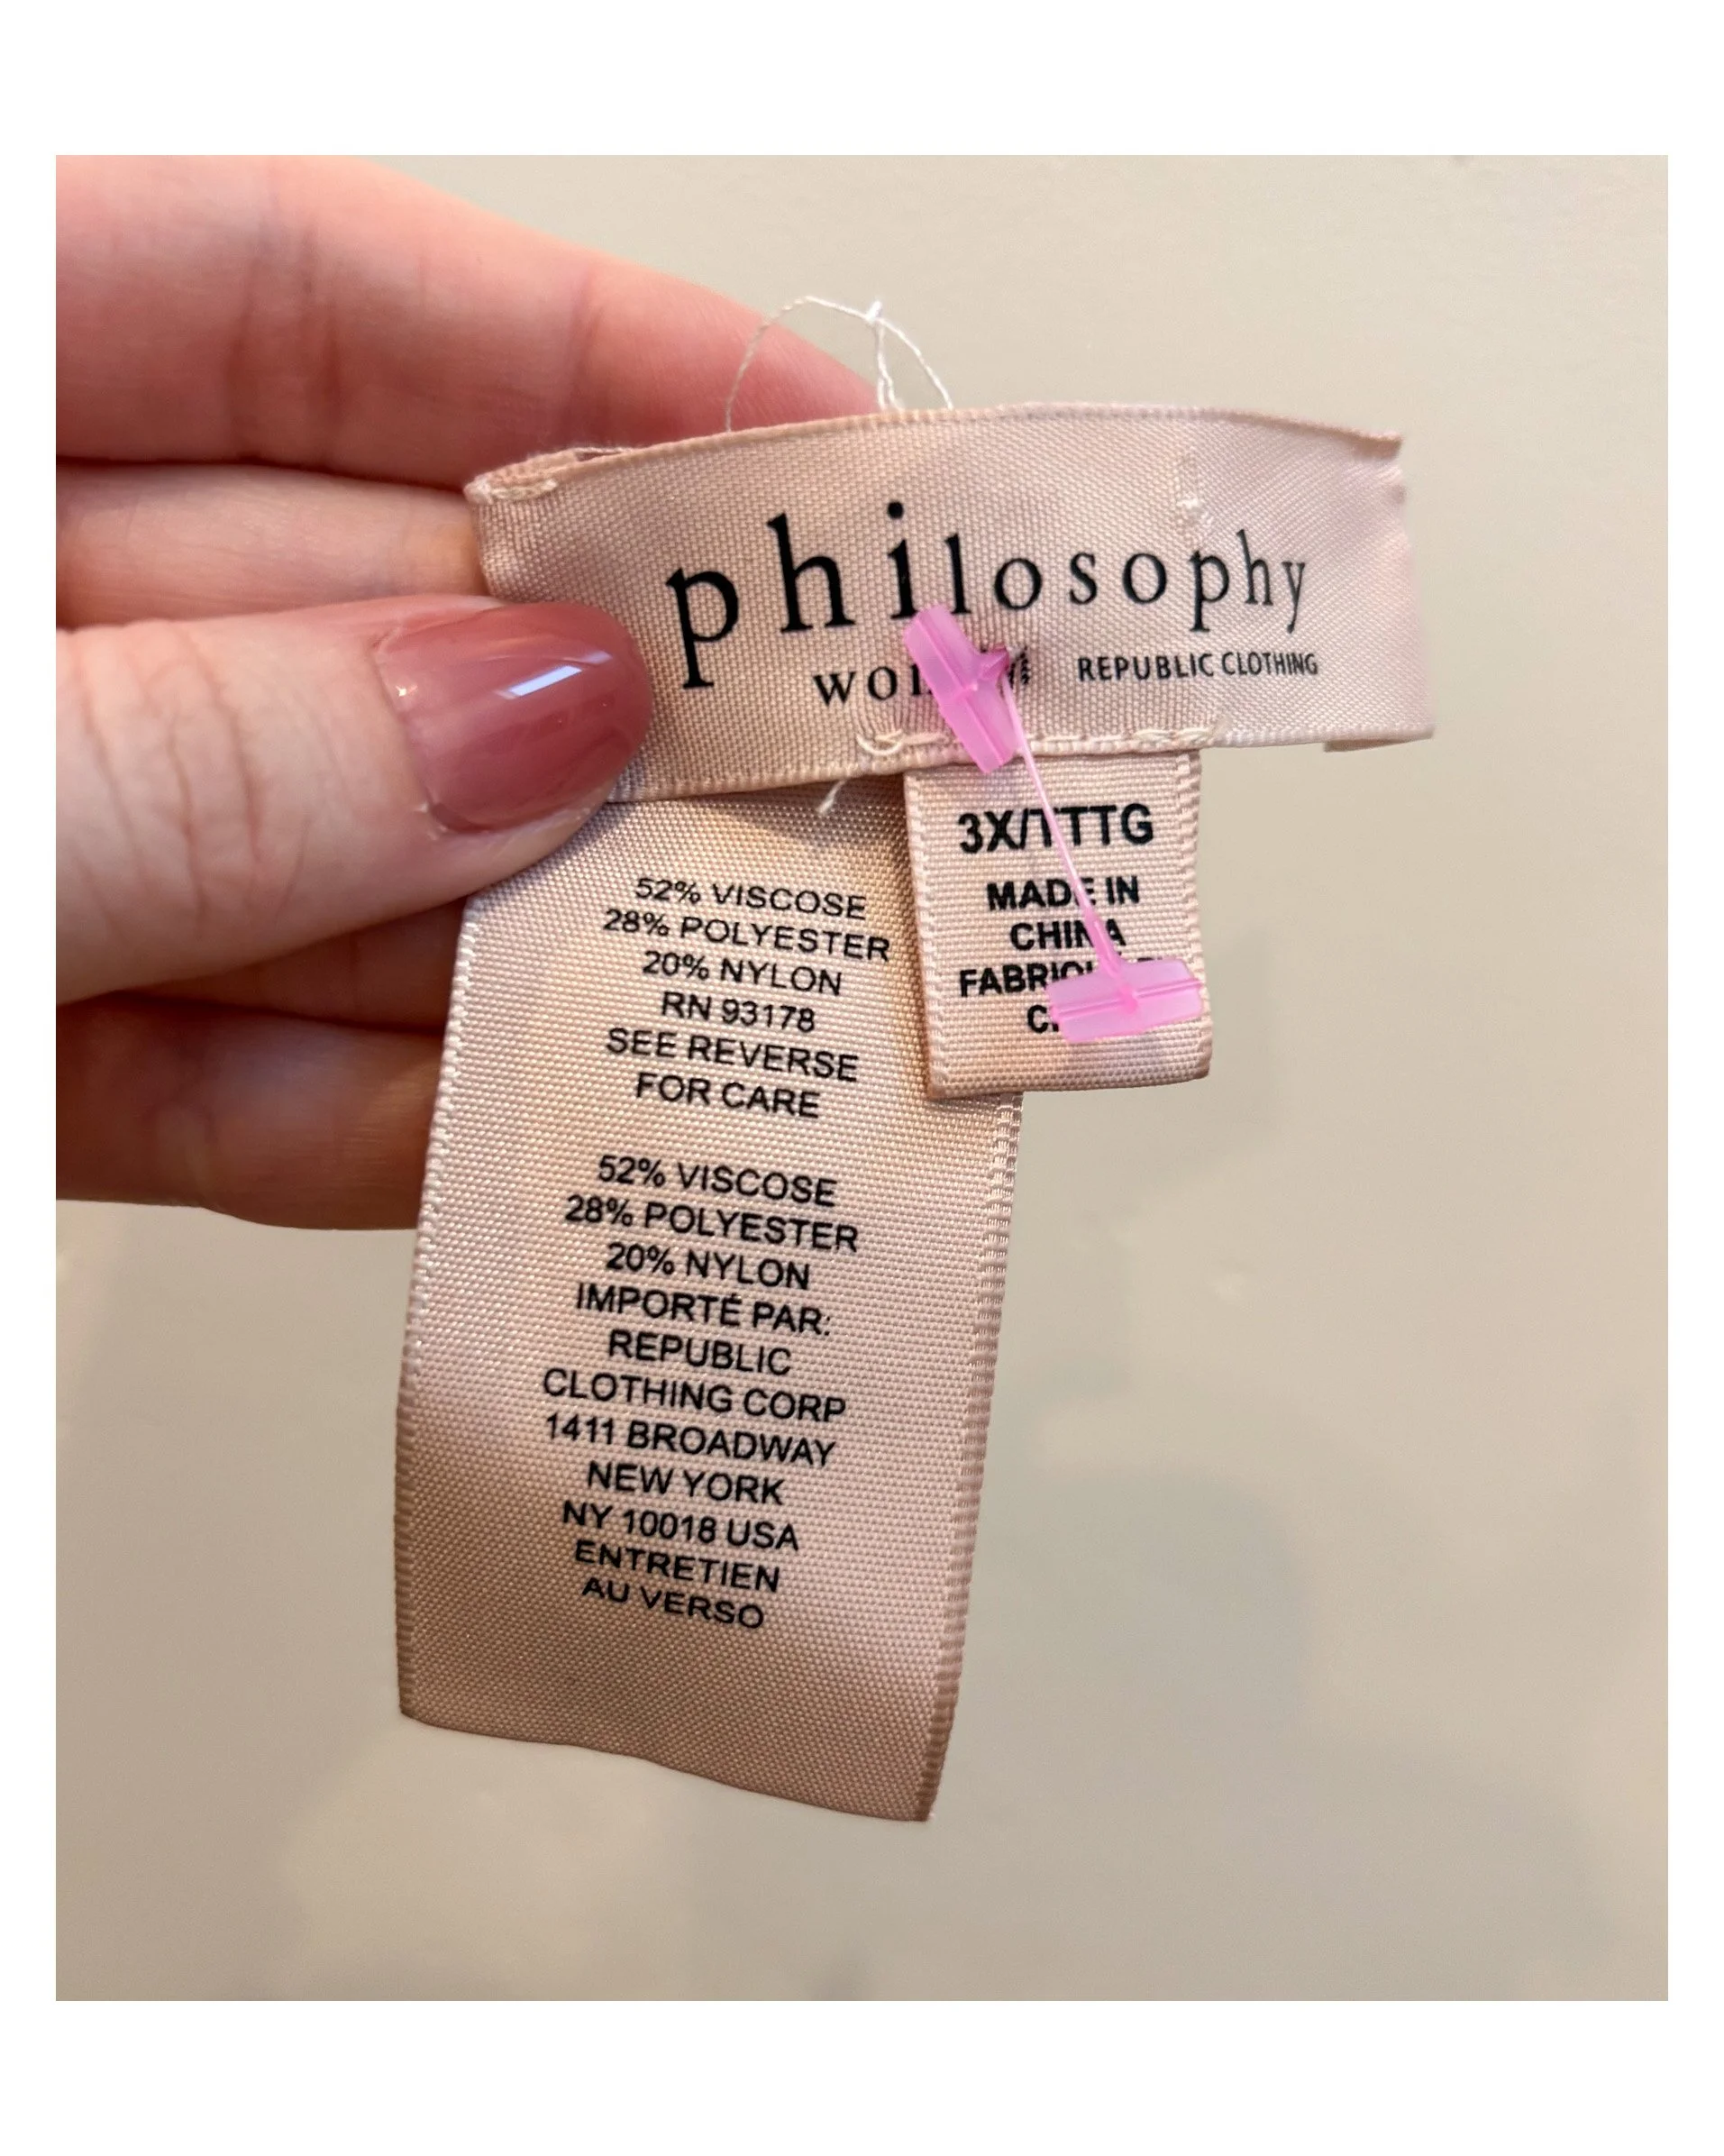 philosophy
REPUBLIC CLOTHING
3X/TTTG
MADE IN
CHINA
52% VISCOSE
28% POLYESTER
20% NYLON
RN 93178
SEE REVERSE
FOR CARE
52% VISCOSE
28% POLYESTER
20% NYLON
IMPORTÉ PAR:
REPUBLIC
CLOTHING CORP
1411 BROADWAY
NEW YORK
NY 10018 USA
ENTRETIEN
AU VERSO